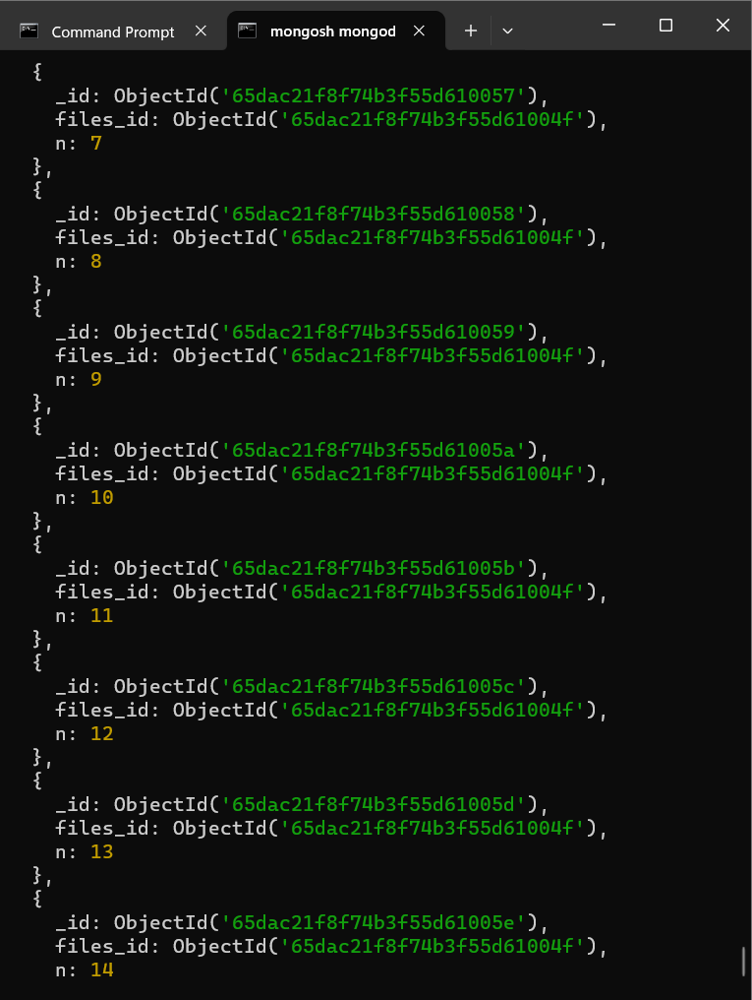 Command Prompt
mongosh mongod
{
_id: ObjectId('65dac21f8f74b3f55d610057'),
files_id: ObjectId('65dac21f8f74b3f55d61004f'),
n: 7
},
{
_id: ObjectId('65dac21f8f74b3f55d610058'),
files_id: ObjectId('65dac21f8f74b3f55d61004f'),
n: 8
},
{
_id: ObjectId('65dac21f8f74b3f55d610059'),
files_id: ObjectId('65dac21f8f74b3f55d61004f'),
n: 9
},
{
_id: ObjectId('65dac21f8f74b3f55d61005a'),
files_id: ObjectId('65dac21f8f74b3f55d61004f'),
n: 10
},
{
_id: ObjectId('65dac21f8f74b3f55d61005b'),
files_id: ObjectId('65dac21f8f74b3f55d61004f'),
n: 11
},
{
_id: ObjectId('65dac21f8f74b3f55d61005c'),
files_id: ObjectId('65dac21f8f74b3f55d61004f'),
n: 12
},
{
_id: ObjectId('65dac21f8f74b3f55d61005d'),
files_id: ObjectId('65dac21f8f74b3f55d61004f'),
n: 13
},
{
_id: ObjectId('65dac21f8f74b3f55d61005e'),
files_id: ObjectId('65dac21f8f74b3f55d61004f'),
n: 14